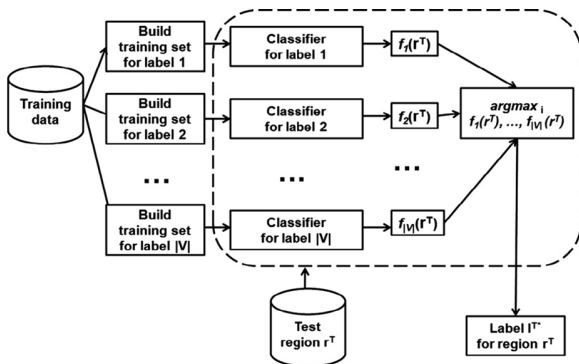 Training
data
Build
training set
for label 1
Classifier
for label 1
f₁(rᵀ)
Build
training set
for label 2
Classifier
for label 2
f₂(rᵀ)
argmax ᵢ
f₁(rᵀ), ..., f|V|(rᵀ)
...
...
...
Build
training set
for label |V|
Classifier
for label |V|
f|V|(rᵀ)
Test
region rᵀ
Label lᵀ*
for region rᵀ